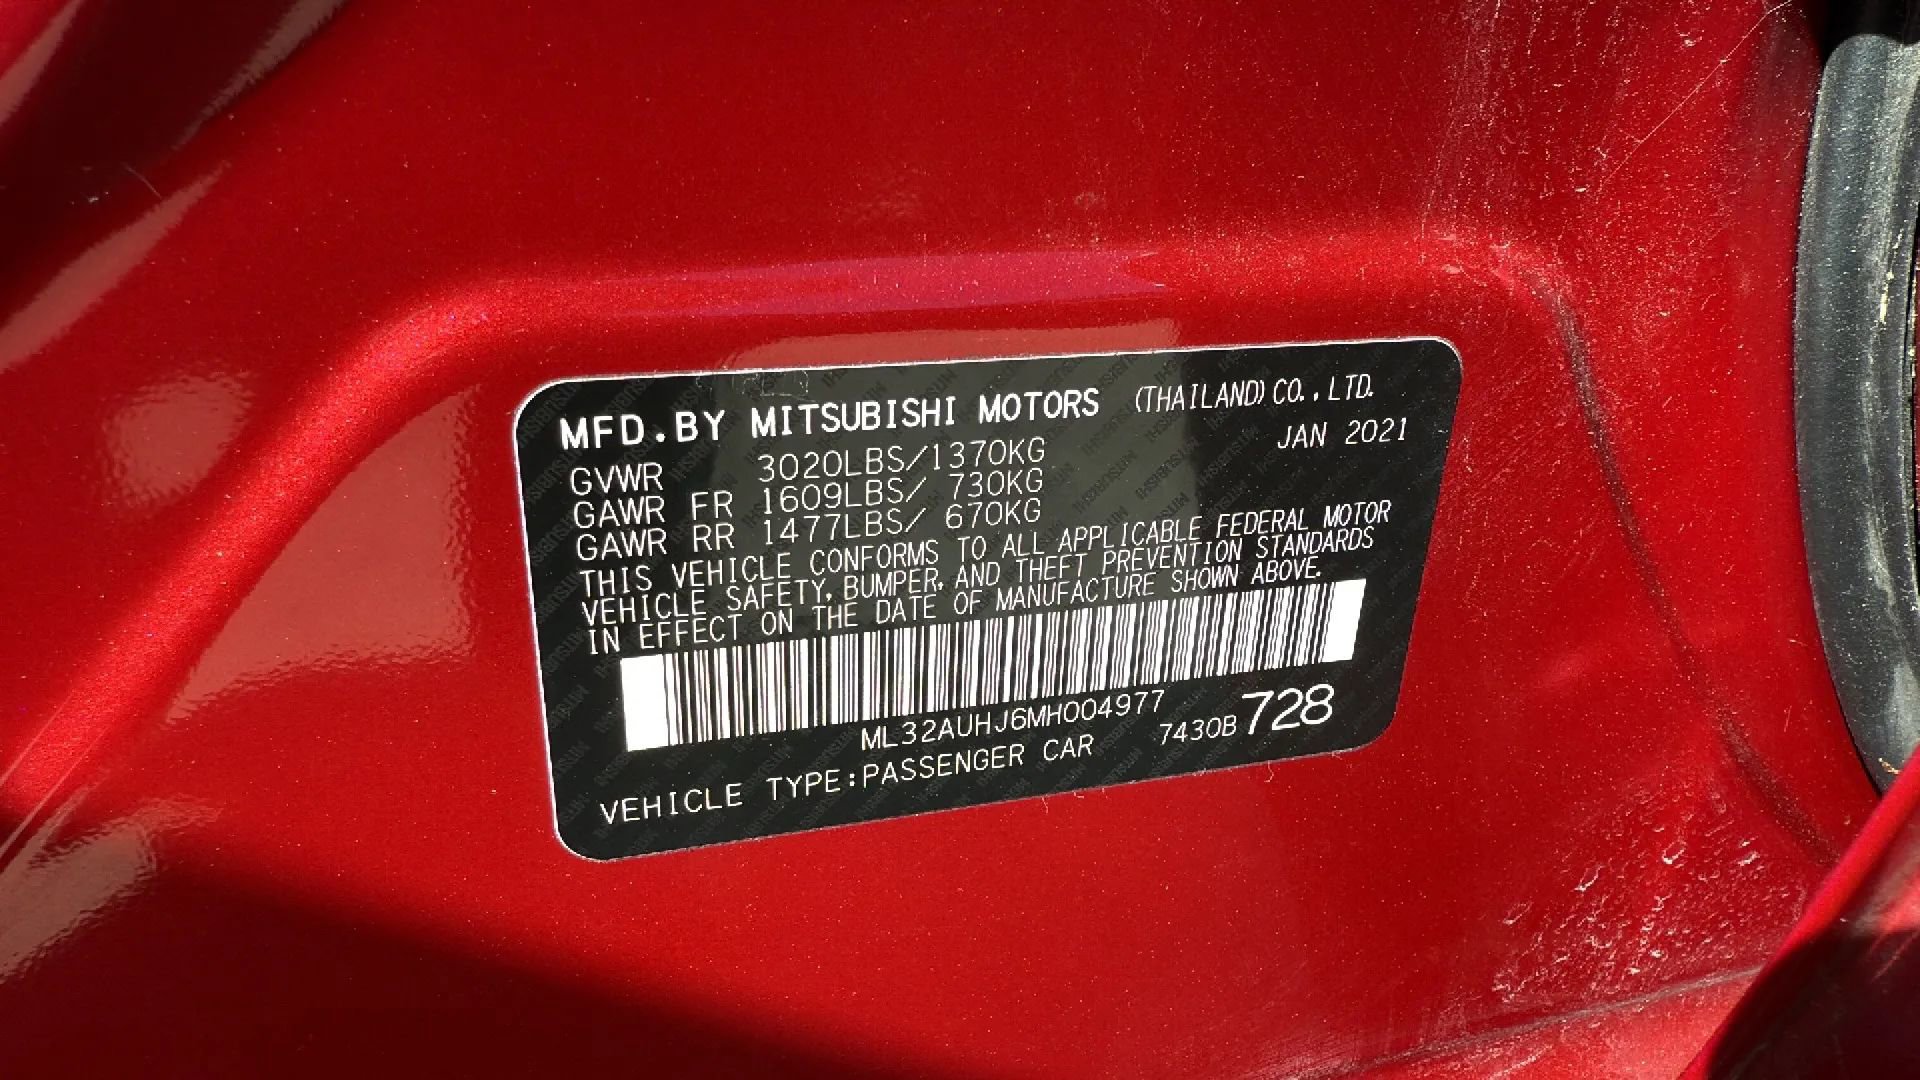 MFD.BY MITSUBISHI MOTORS (THAILAND) CO.,LTD.
JAN 2021
GVWR 3020LBS/1370KG
GAWR FR 1609LBS/ 730KG
GAWR RR 1477LBS/ 670KG
THIS VEHICLE CONFORMS TO ALL APPLICABLE FEDERAL MOTOR
VEHICLE SAFETY, BUMPER, AND THEFT PREVENTION STANDARDS
IN EFFECT ON THE DATE OF MANUFACTURE SHOWN ABOVE.
ML32AUHJ6MH004977
7430B 728
VEHICLE TYPE:PASSENGER CAR